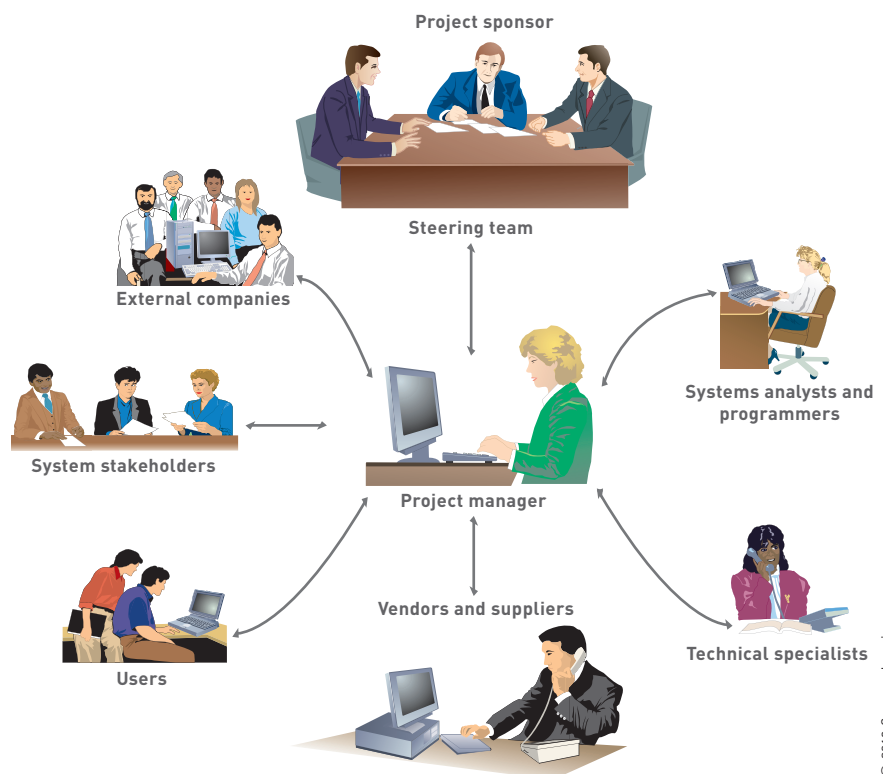 Project sponsor
Steering team
External companies
Systems analysts and
programmers
System stakeholders
Project manager
Vendors and suppliers
Technical specialists
Users